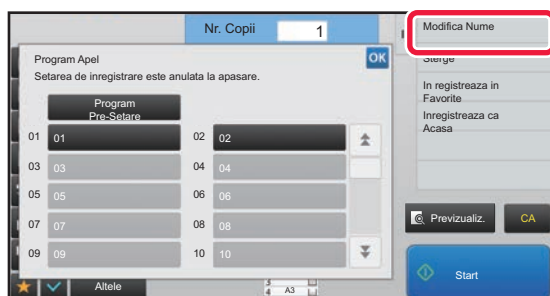 Nr. Copii 1
Modifica Nume
Sterge
In registreaza in
Favorite
Inregistreaza ca
Acasa
Program Apel
OK
Setarea de inregistrare este anulata la apasare.
Program
Pre-Setare
01 01 02 02
03 03 04 04
05 05 06 06
07 07 08 08
09 09 10 10
Previzualiz. CA
Start
Altele
4 A3